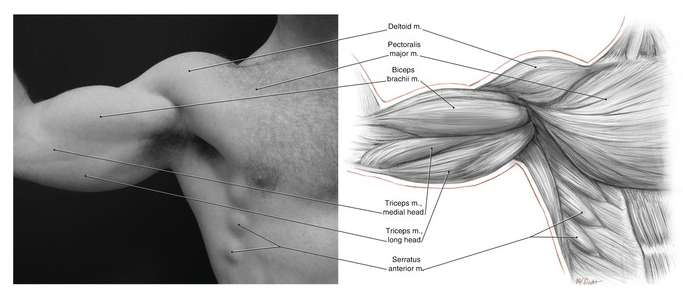 Deltoid m.
Pectoralis
major m.
Biceps
brachii m.
Triceps m.,
medial head
Triceps m.,
long head
Serratus
anterior m.